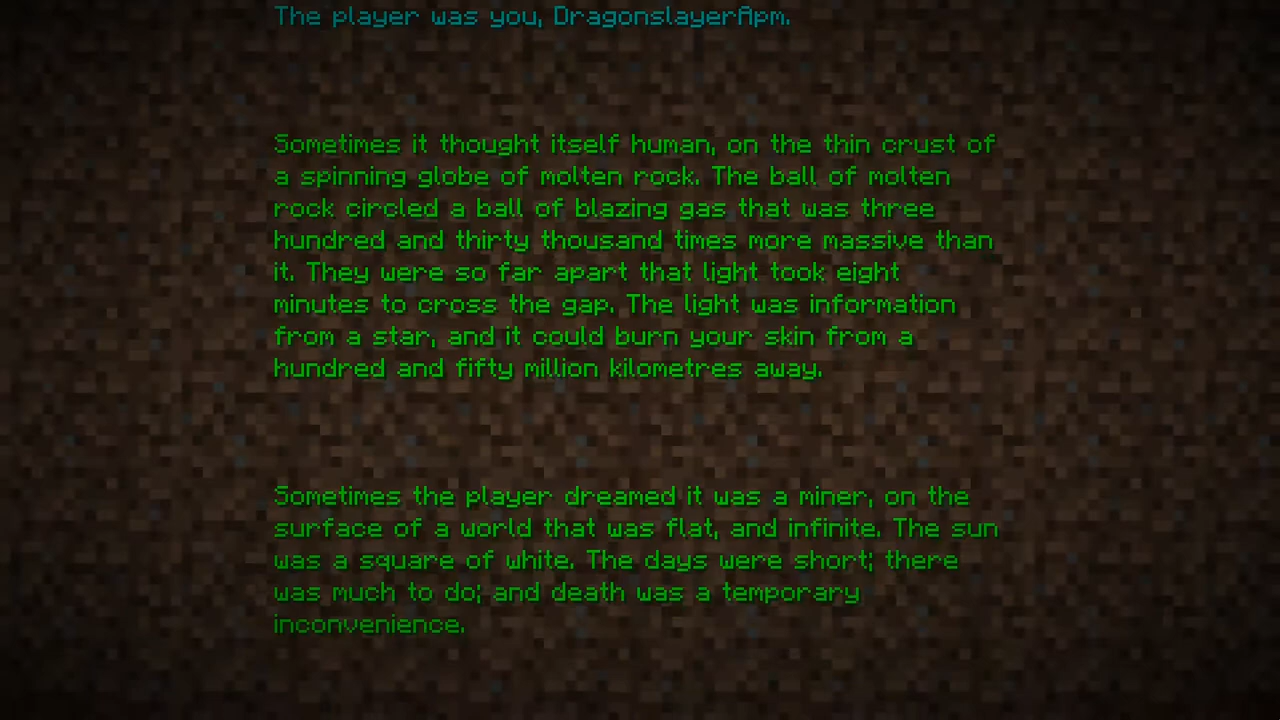 The player was you, DragonslayerApm.
Sometimes it thought itself human, on the thin crust of
a spinning globe of molten rock. The ball of molten
rock circled a ball of blazing gas that was three
hundred and thirty thousand times more massive than
it. They were so far apart that light took eight
minutes to cross the gap. The light was information
from a star, and it could burn your skin from a
hundred and fifty million kilometres away.
Sometimes the player dreamed it was a miner, on the
surface of a world that was flat, and infinite. The sun
was a square of white. The days were short; there
was much to do; and death was a temporary
inconvenience.